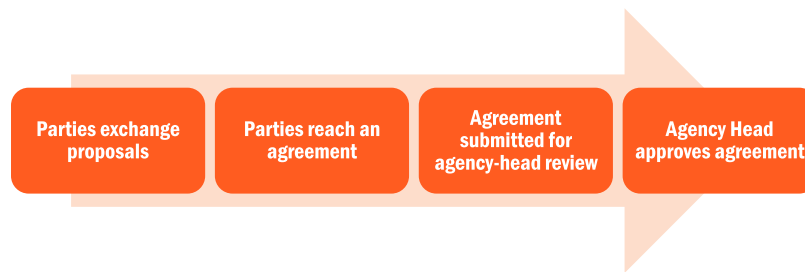 Parties exchange
proposals
Parties reach an
agreement
Agreement
submitted for
agency-head review
Agency Head
approves agreement